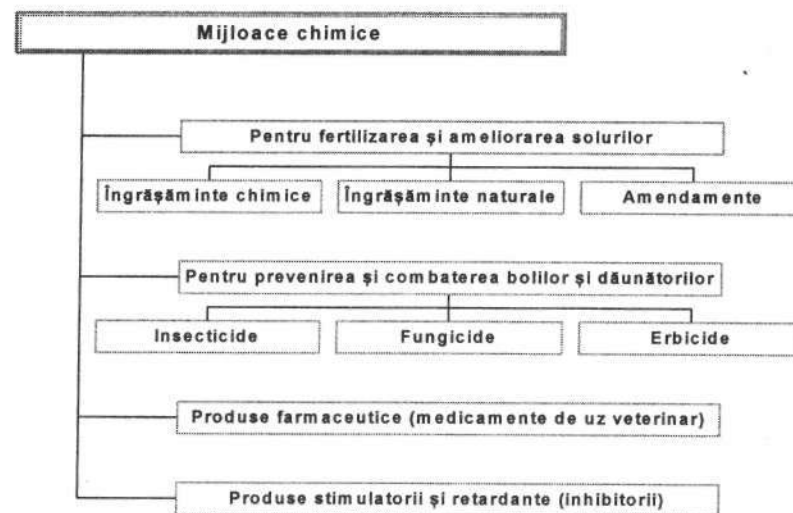 Mijloace chimice
Pentru fertilizarea și ameliorarea solurilor
Îngrășăminte chimice Îngrășăminte naturale Amendamente
Pentru prevenirea și combaterea bolilor și dăunătorilor
Insecticide Fungicide Erbicide
Produse farmaceutice (medicamente de uz veterinar)
Produse stimulatorii și retardante (inhibitorii)